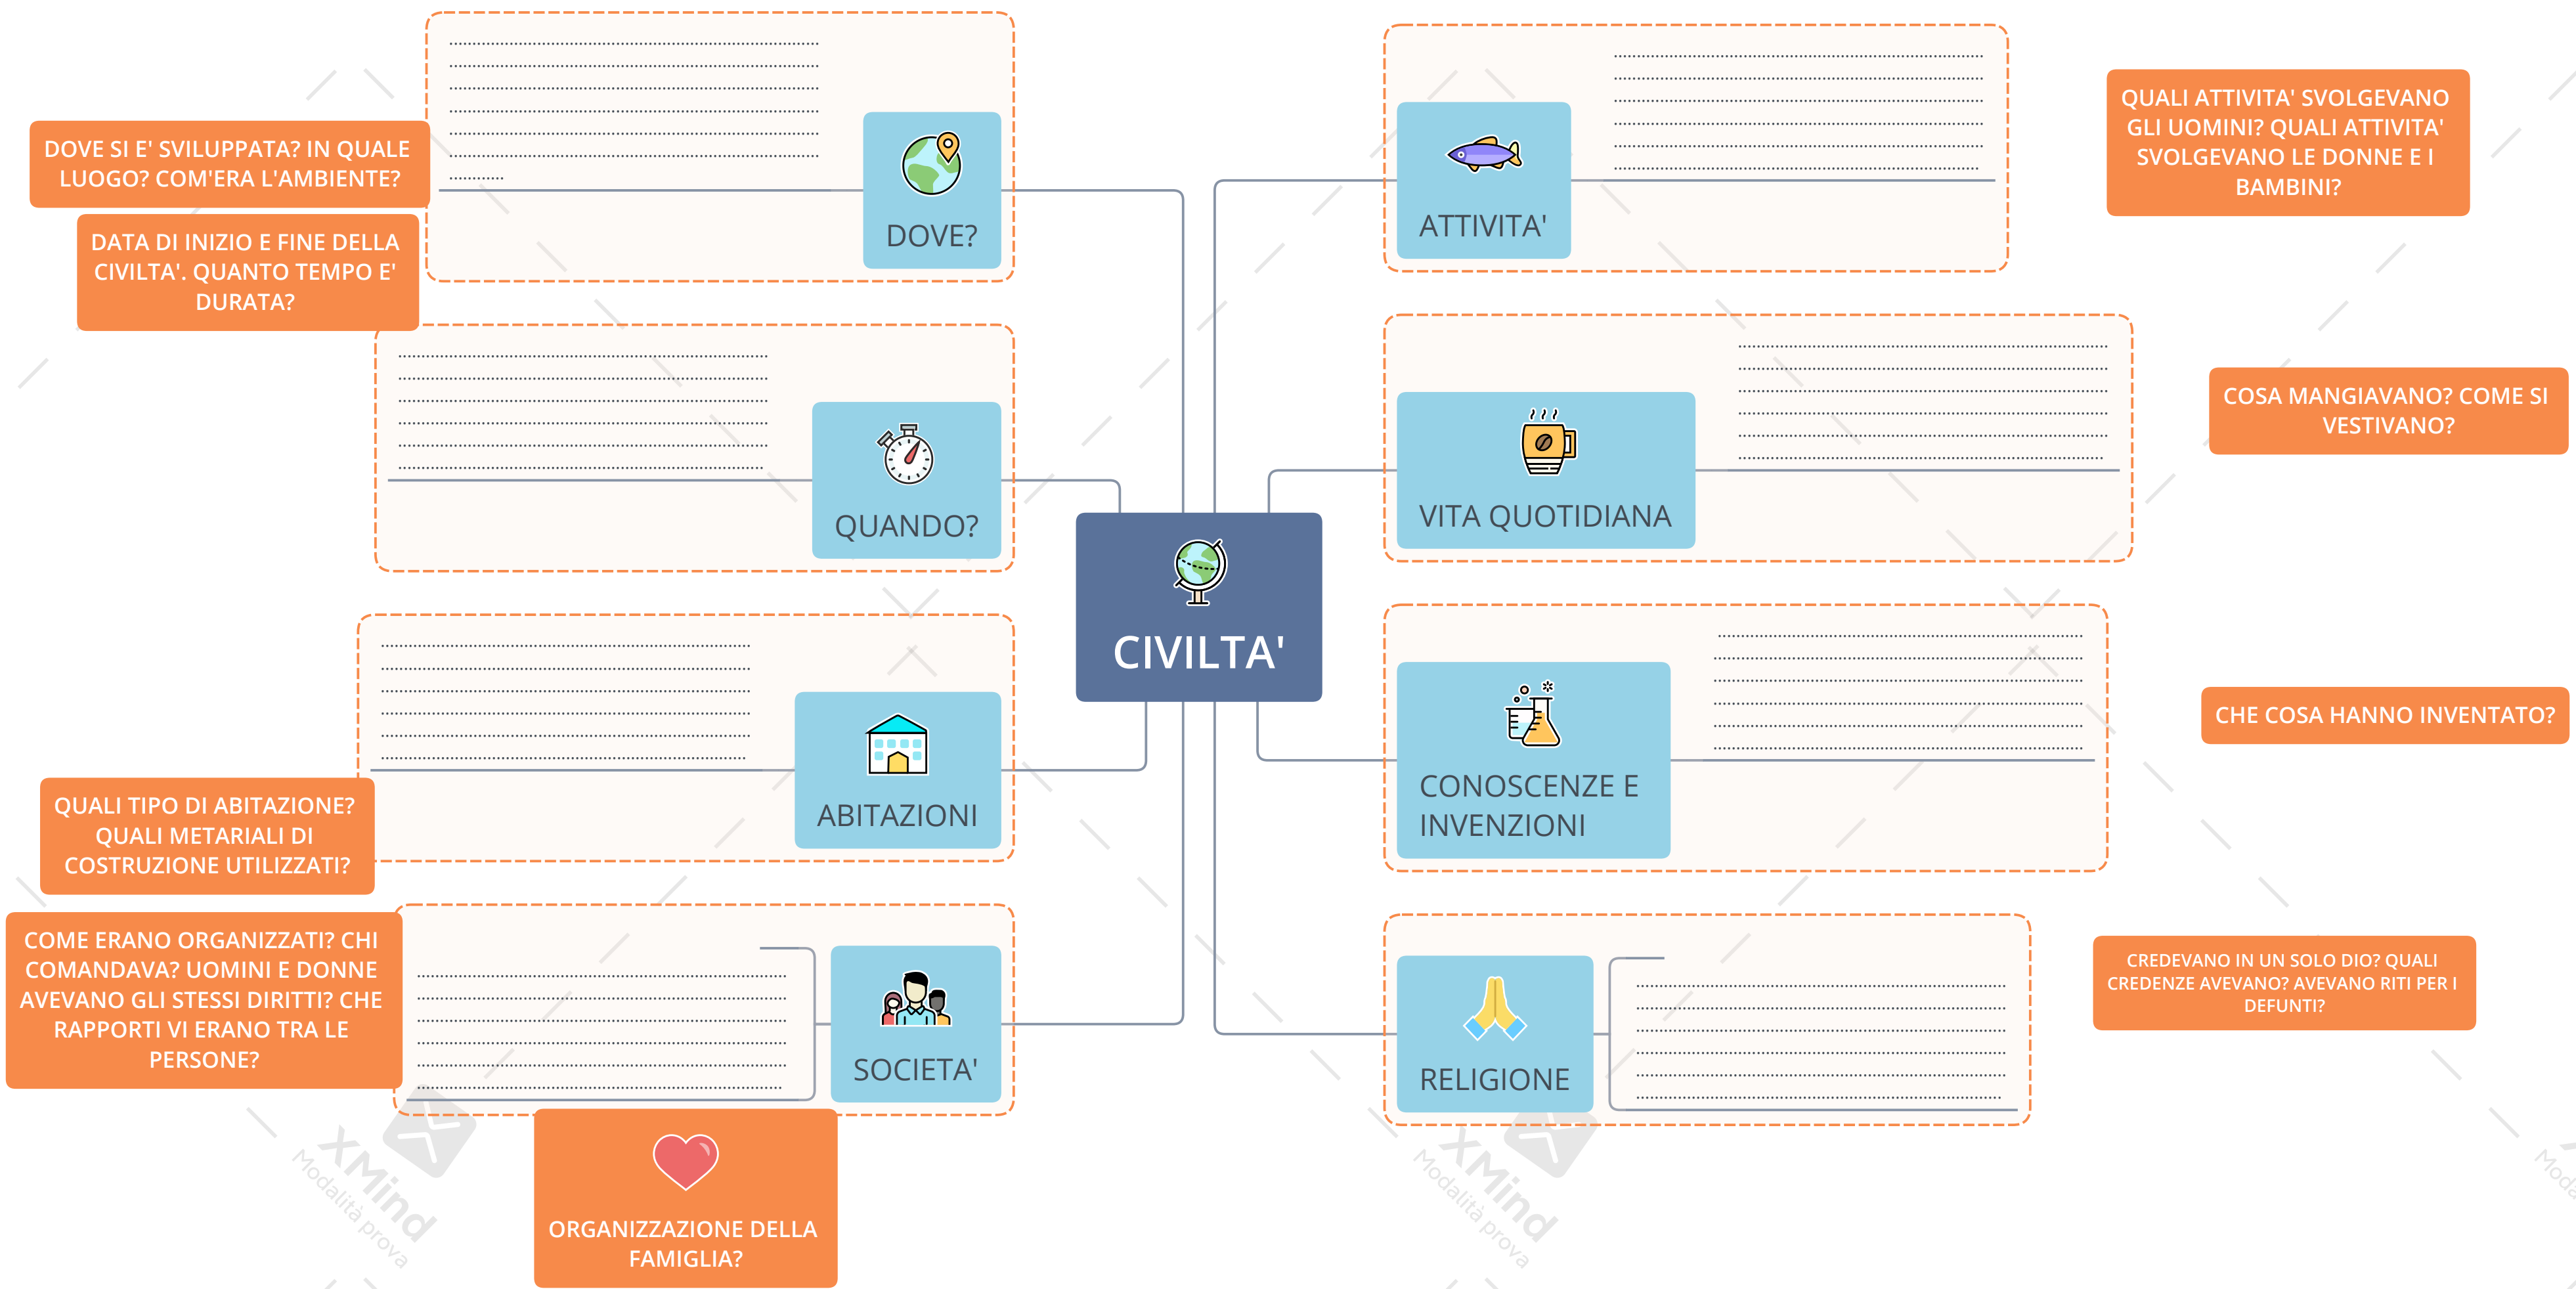 DOVE SI E' SVILUPPATA? IN QUALE
LUOGO? COM'ERA L'AMBIENTE?
DOVE?
DATA DI INIZIO E FINE DELLA
CIVILTA'. QUANTO TEMPO E'
DURATA?
QUANDO?
ABITAZIONI
QUALI TIPO DI ABITAZIONE?
QUALI METARIALI DI
COSTRUZIONE UTILIZZATI?
COME ERANO ORGANIZZATI? CHI
COMANDAVA? UOMINI E DONNE
AVEVANO GLI STESSI DIRITTI? CHE
RAPPORTI VI ERANO TRA LE
PERSONE?
SOCIETA'
ORGANIZZAZIONE DELLA
FAMIGLIA?
CIVILTA'
ATTIVITA'
QUALI ATTIVITA' SVOLGEVANO
GLI UOMINI? QUALI ATTIVITA'
SVOLGEVANO LE DONNE E I
BAMBINI?
VITA QUOTIDIANA
COSA MANGIAVANO? COME SI
VESTIVANO?
CONOSCENZE E
INVENZIONI
CHE COSA HANNO INVENTATO?
RELIGIONE
CREDEVANO IN UN SOLO DIO? QUALI
CREDENZE AVEVANO? AVEVANO RITI PER I
DEFUNTI?
XMind
Modalità prova
XMind
Modalità prova